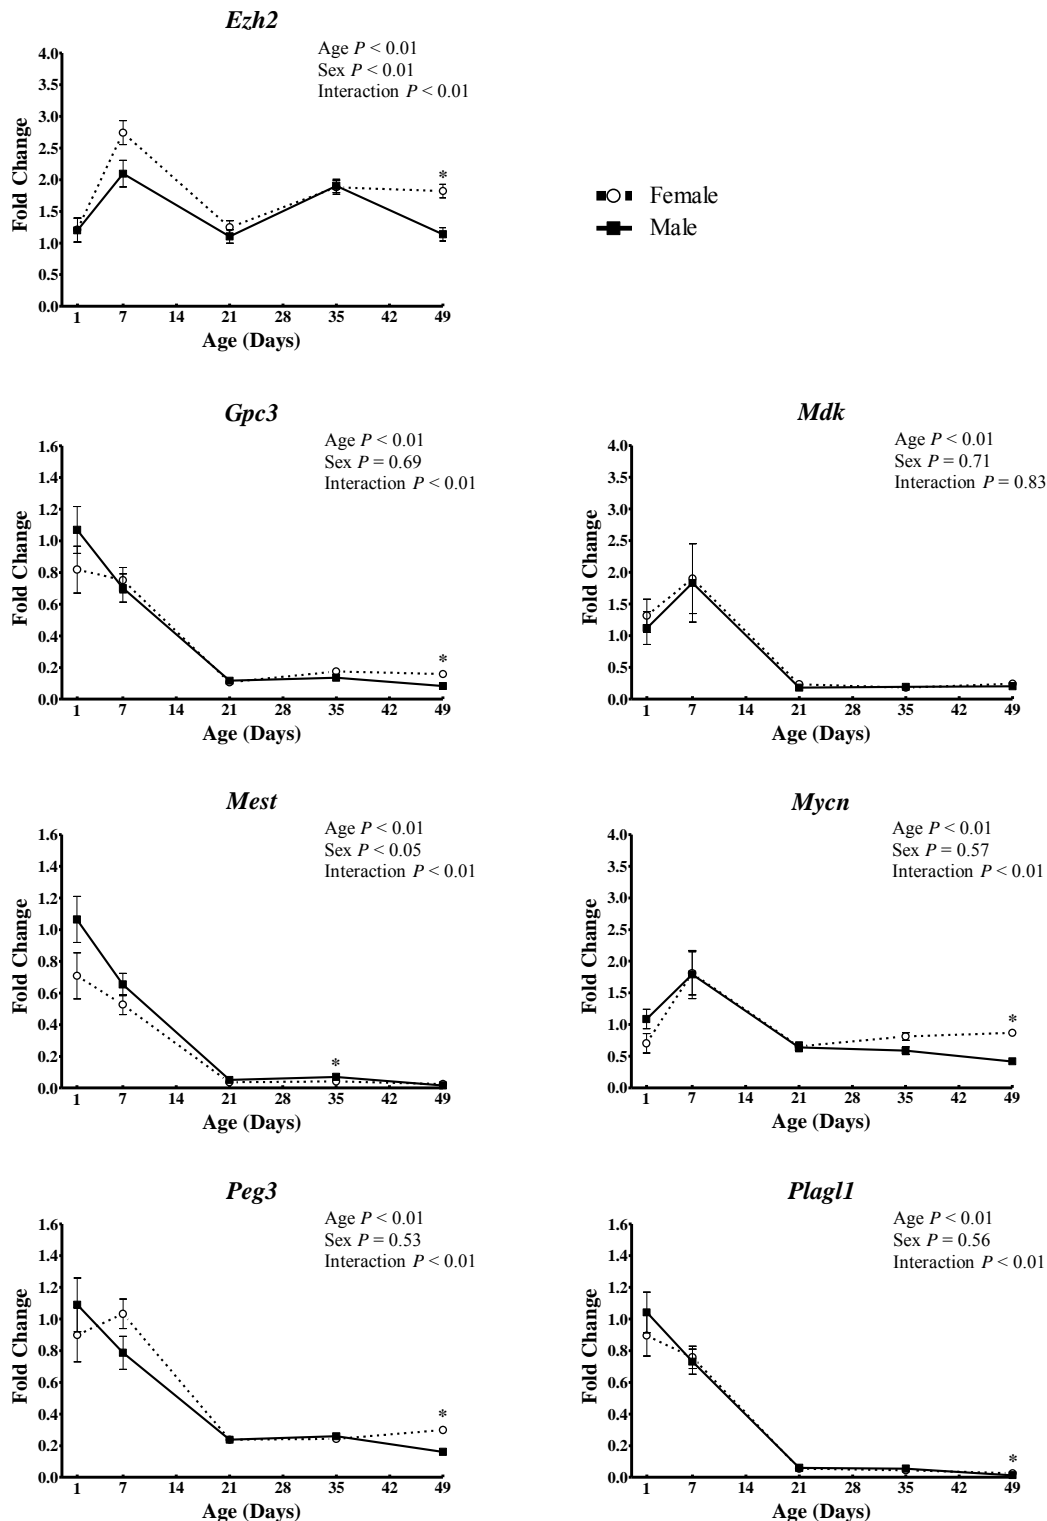 Ezh2
Age P < 0.01
Sex P < 0.01
Interaction P < 0.01
4.0
3.5
3.0
2.5
2.0
1.5
1.0
0.5
0.0
Fold Change
*
1 7 14 21 28 35 42 49
Age (Days)
Female
Male
Gpc3
Age P < 0.01
Sex P = 0.69
Interaction P < 0.01
1.6
1.4
1.2
1.0
0.8
0.6
0.4
0.2
0.0
Fold Change
*
1 7 14 21 28 35 42 49
Age (Days)
Mdk
Age P < 0.01
Sex P = 0.71
Interaction P = 0.83
4.0
3.5
3.0
2.5
2.0
1.5
1.0
0.5
0.0
Fold Change
1 7 14 21 28 35 42 49
Age (Days)
Mest
Age P < 0.01
Sex P < 0.05
Interaction P < 0.01
1.6
1.4
1.2
1.0
0.8
0.6
0.4
0.2
0.0
Fold Change
*
1 7 14 21 28 35 42 49
Age (Days)
Mycn
Age P < 0.01
Sex P = 0.57
Interaction P < 0.01
4.0
3.5
3.0
2.5
2.0
1.5
1.0
0.5
0.0
Fold Change
*
1 7 14 21 28 35 42 49
Age (Days)
Peg3
Age P < 0.01
Sex P = 0.53
Interaction P < 0.01
1.6
1.4
1.2
1.0
0.8
0.6
0.4
0.2
0.0
Fold Change
*
1 7 14 21 28 35 42 49
Age (Days)
Plagl1
Age P < 0.01
Sex P = 0.56
Interaction P < 0.01
1.6
1.4
1.2
1.0
0.8
0.6
0.4
0.2
0.0
Fold Change
*
1 7 14 21 28 35 42 49
Age (Days)